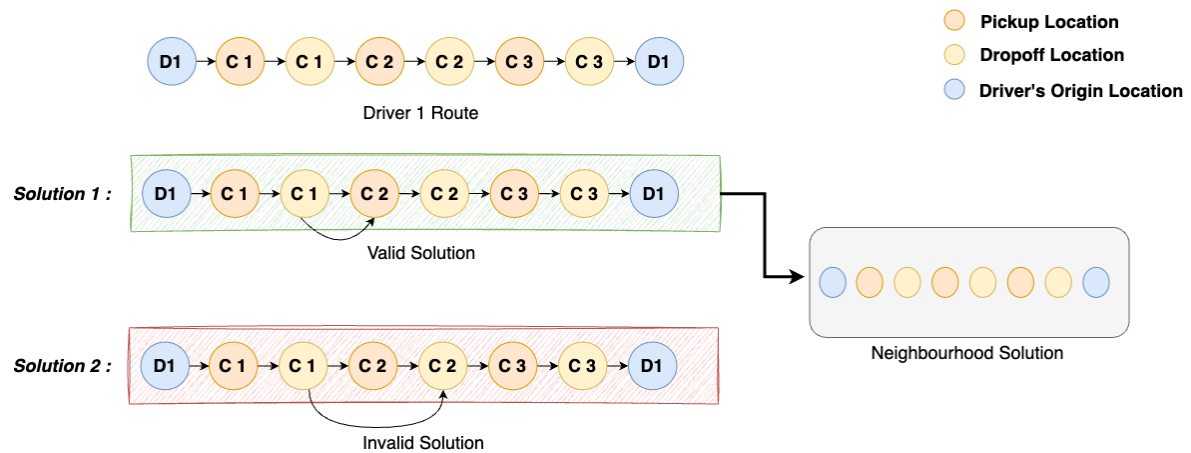 Pickup Location
Dropoff Location
Driver's Origin Location
D1 C 1 C 1 C 2 C 2 C 3 C 3 D1
Driver 1 Route
Solution 1 : D1 C 1 C 1 C 2 C 2 C 3 C 3 D1
Valid Solution
Solution 2 : D1 C 1 C 1 C 2 C 2 C 3 C 3 D1
Invalid Solution
Neighbourhood Solution